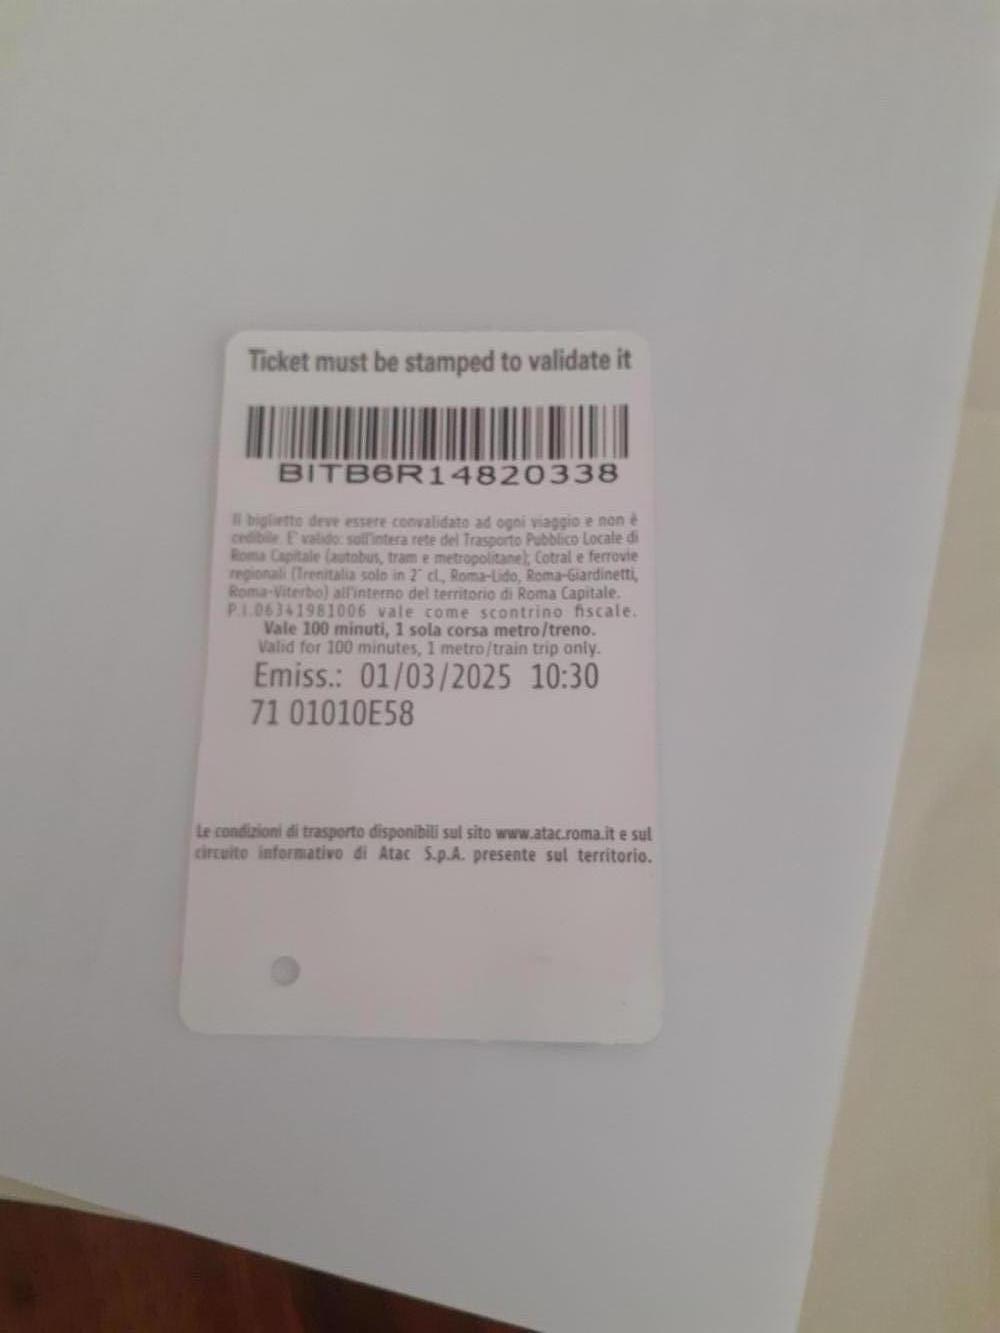 Ticket must be stamped to validate it
BITB6R14820338
Il biglietto deve essere convalidato ad ogni viaggio e non è
cedibile. E' valido: sull'intera rete del Trasporto Pubblico Locale di
Roma Capitale (autobus, tram e metropolitane); Cotral e ferrovie
regionali (Trenitalia solo in 2ˆ cl., Roma-Lido, Roma-Giardinetti,
Roma-Viterbo) all'interno del territorio di Roma Capitale.
P.I.06341981006 vale come scontrino fiscale.
Vale 100 minuti, 1 sola corsa metro/treno.
Valid for 100 minutes, 1 metro/train trip only.
Emiss.: 01/03/2025 10:30
71 01010E58
Le condizioni di trasporto disponibili sul sito www.atac.roma.it e sul
circuito informativo di Atac S.p.A. presente sul territorio.